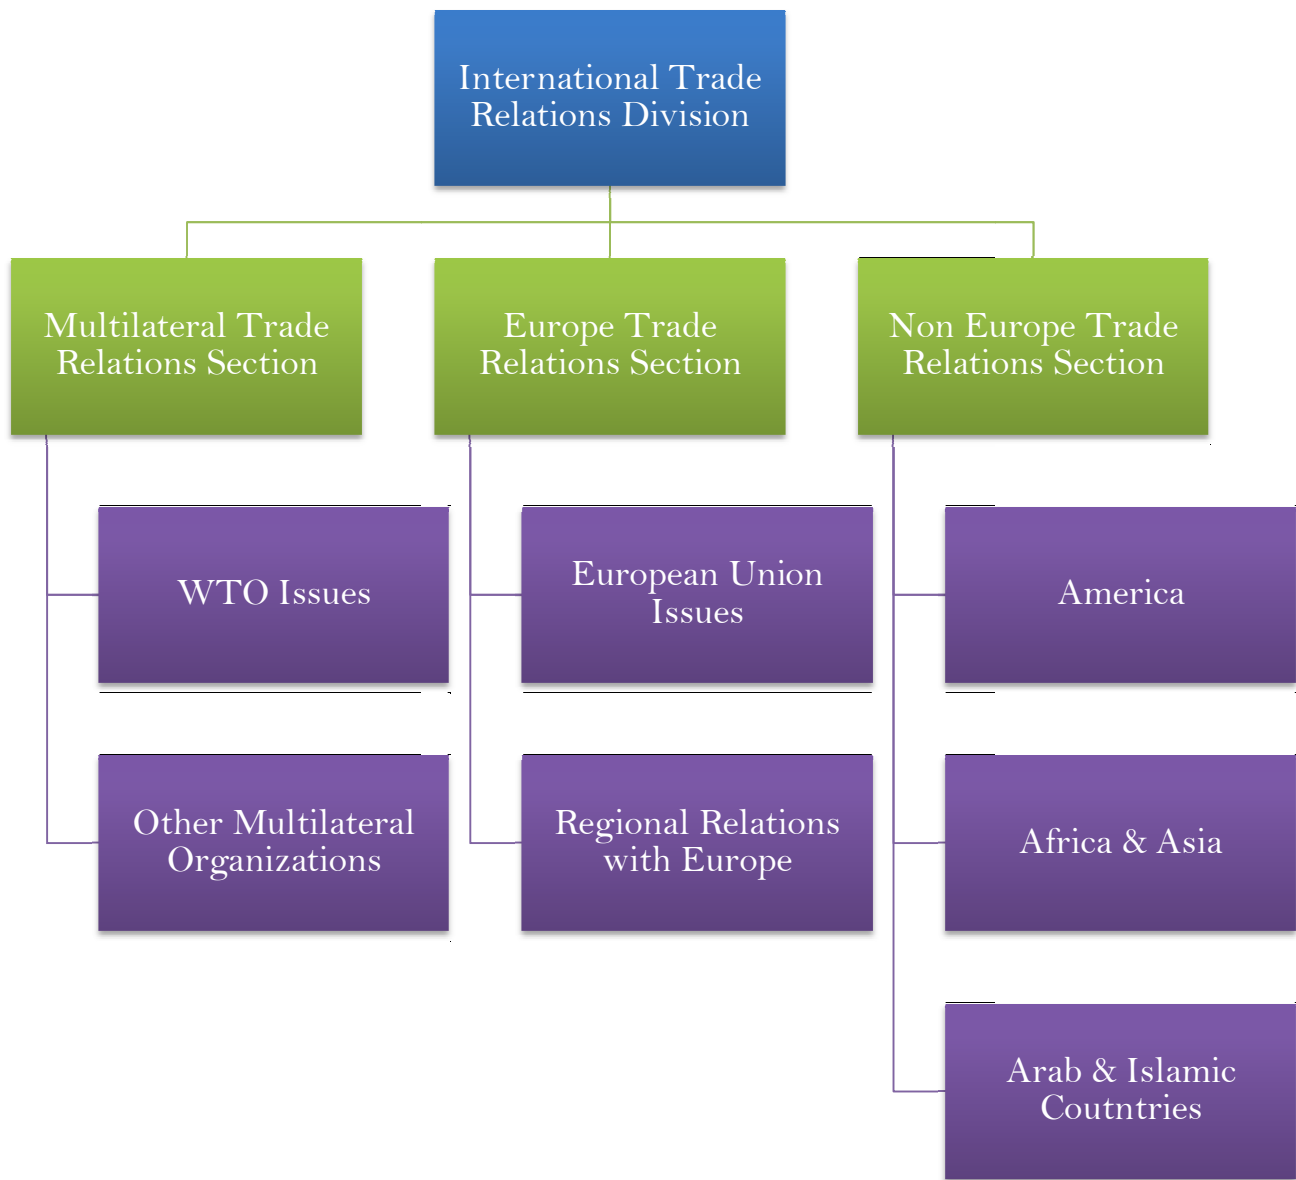 International Trade
Relations Division
Multilateral Trade
Relations Section
Europe Trade
Relations Section
Non Europe Trade
Relations Section
WTO Issues
European Union
Issues
America
Other Multilateral
Organizations
Regional Relations
with Europe
Africa & Asia
Arab & Islamic
Coutntries